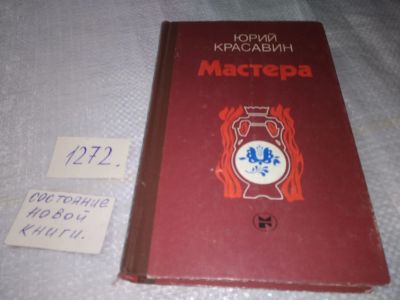 ЮРИЙ
КРАСАВИН
Мастера
1272.
СОСТОЯНИЕ
НОВОЙ
КНИГИ.